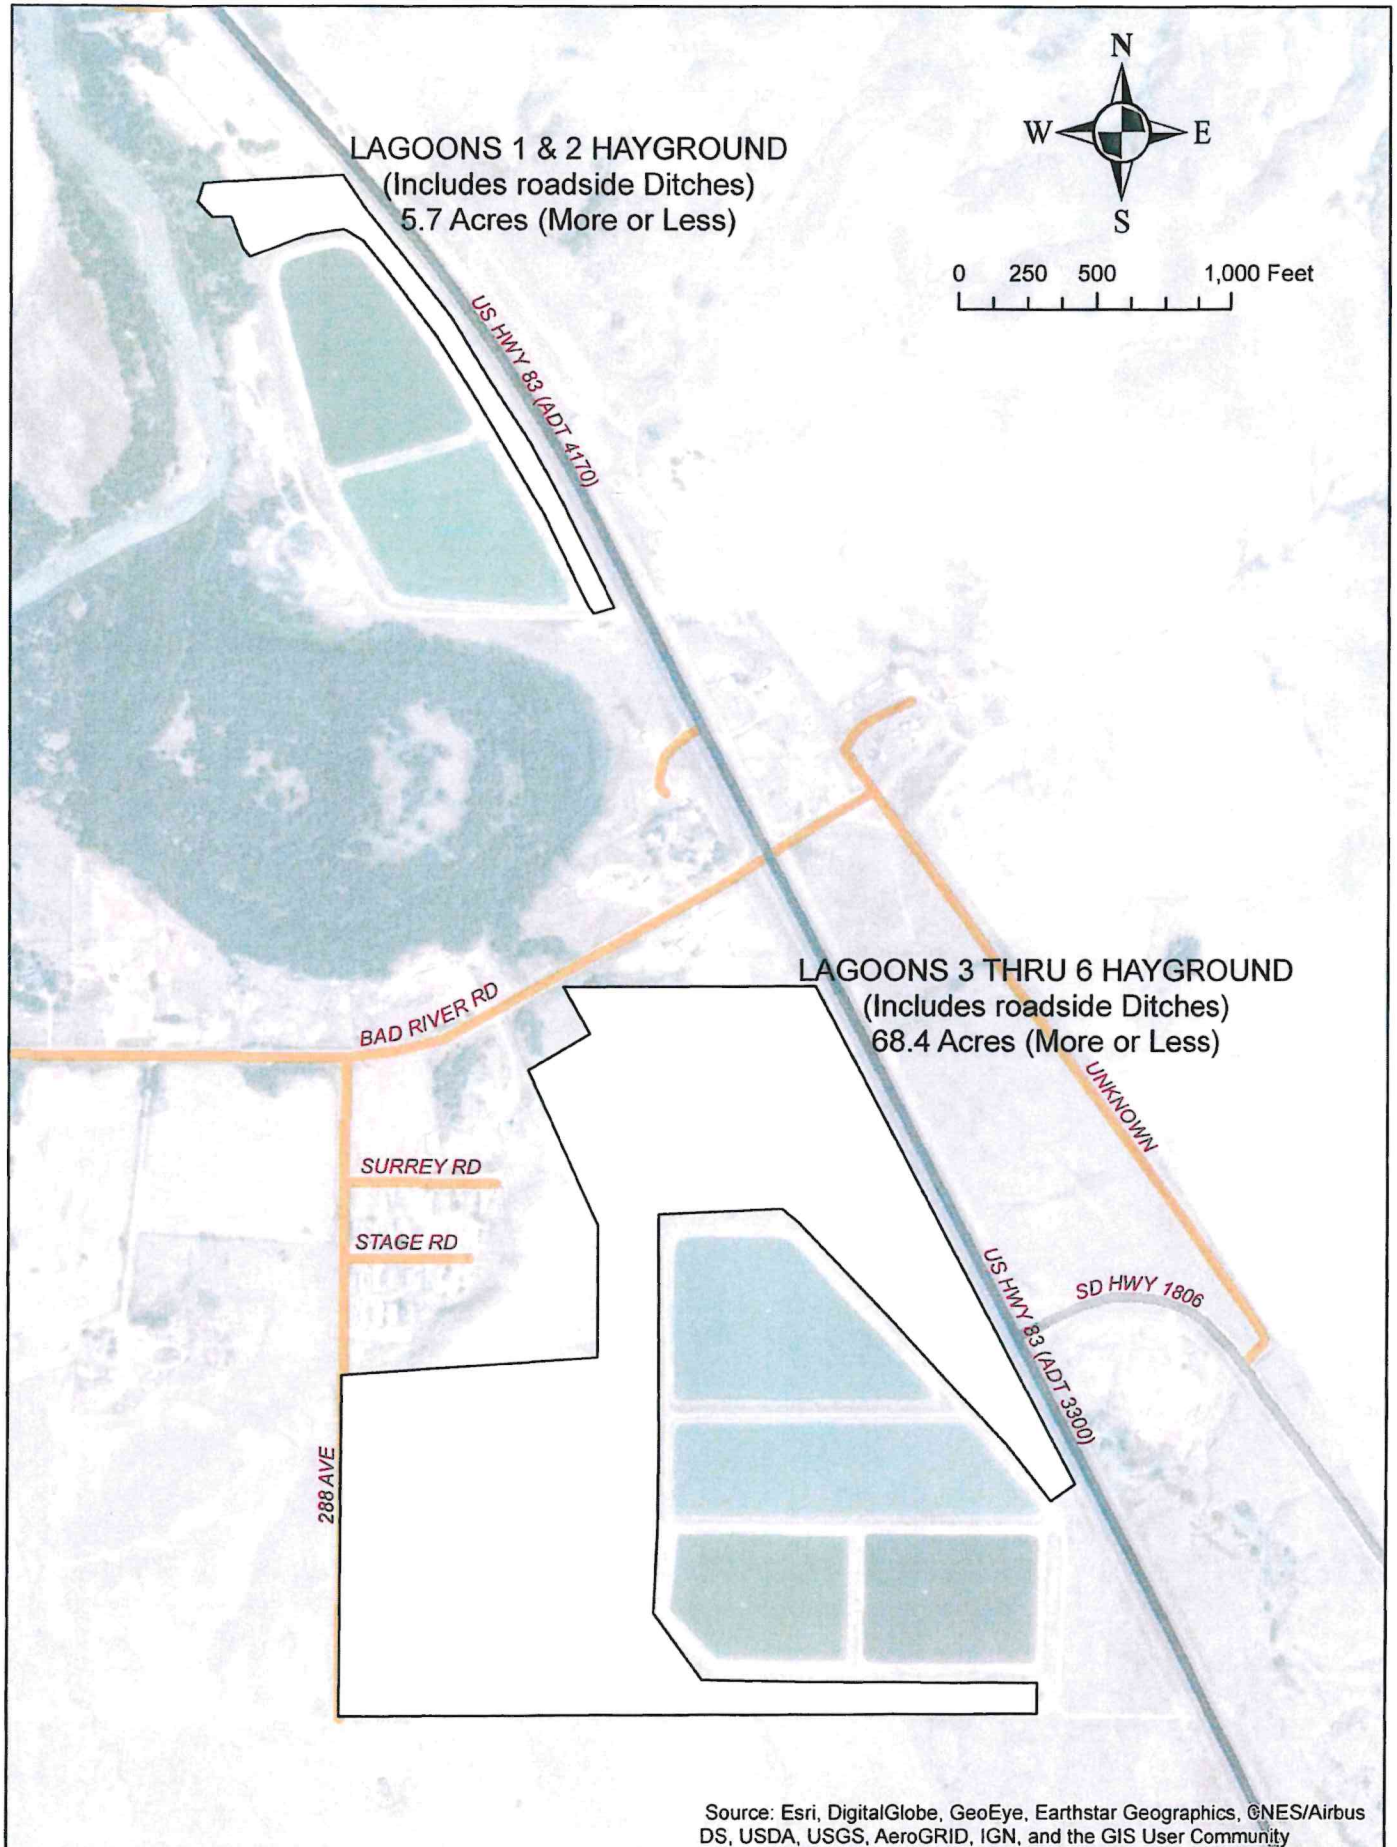 N
W E
S
0 250 500 1,000 Feet
LAGOONS 1 & 2 HAYGROUND
(Includes roadside Ditches)
5.7 Acres (More or Less)
US HWY 83 (ADT 4170)
LAGOONS 3 THRU 6 HAYGROUND
(Includes roadside Ditches)
68.4 Acres (More or Less)
BAD RIVER RD
UNKNOWN
SURREY RD
STAGE RD
US HWY 83 (ADT 3300)
SD HWY 1806
288 AVE
Source: Esri, DigitalGlobe, GeoEye, Earthstar Geographics, CNES/Airbus
DS, USDA, USGS, AeroGRID, IGN, and the GIS User Community